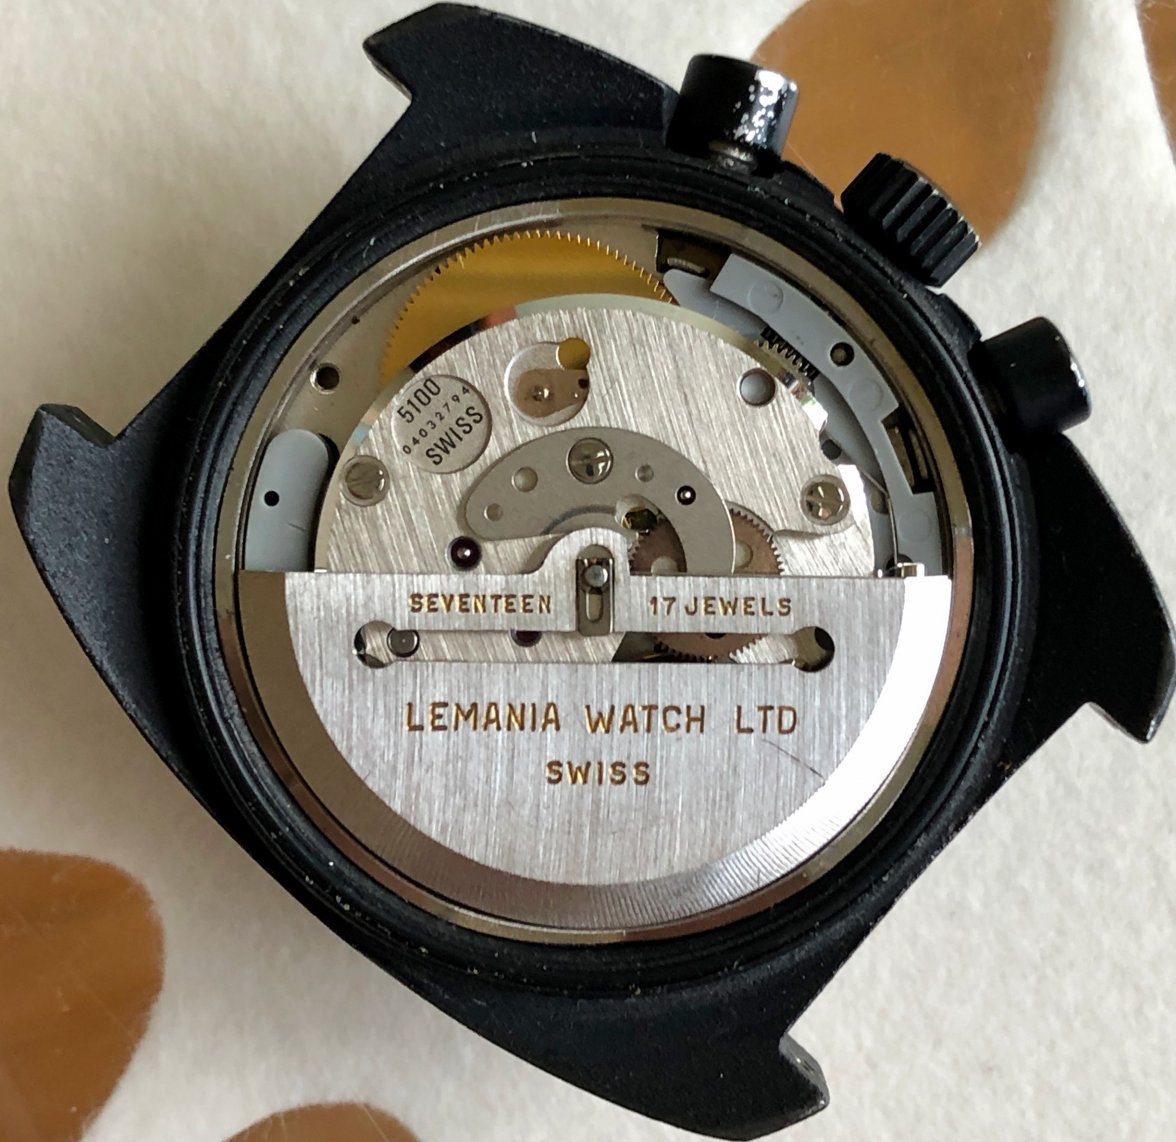 5100
04032794
SWISS
SEVENTEEN 17 JEWELS
LEMANIA WATCH LTD
SWISS